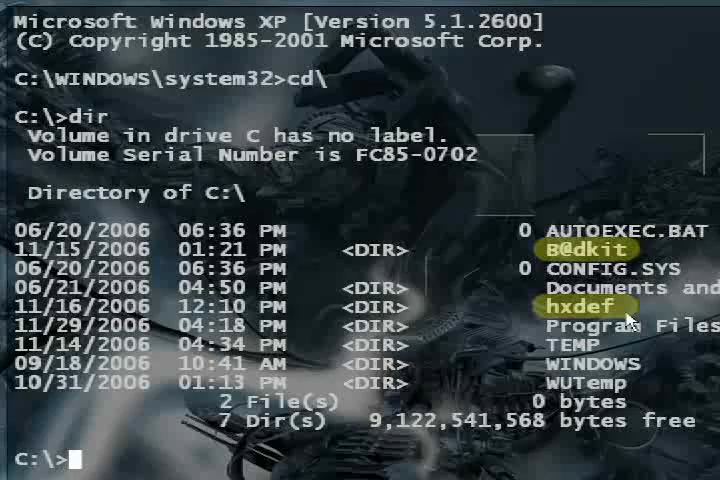 Microsoft Windows XP [Version 5.1.2600]
(C) Copyright 1985-2001 Microsoft Corp.
C:\WINDOWS\system32>cd\
C:\>dir
Volume in drive C has no label.
Volume Serial Number is FC85-0702
Directory of C:\
06/20/2006 06:36 PM 0 AUTOEXEC.BAT
11/15/2006 01:21 PM <DIR> B@dkit
06/20/2006 06:36 PM 0 CONFIG.SYS
06/21/2006 04:50 PM <DIR> Documents and
11/16/2006 12:10 PM <DIR> hxdef
11/29/2006 04:18 PM <DIR> Program Files
11/14/2006 04:34 PM <DIR> TEMP
09/18/2006 10:41 AM <DIR> WINDOWS
10/31/2006 01:13 PM <DIR> WUTemp
2 File(s) 0 bytes
7 Dir(s) 9,122,541,568 bytes free
C:\>